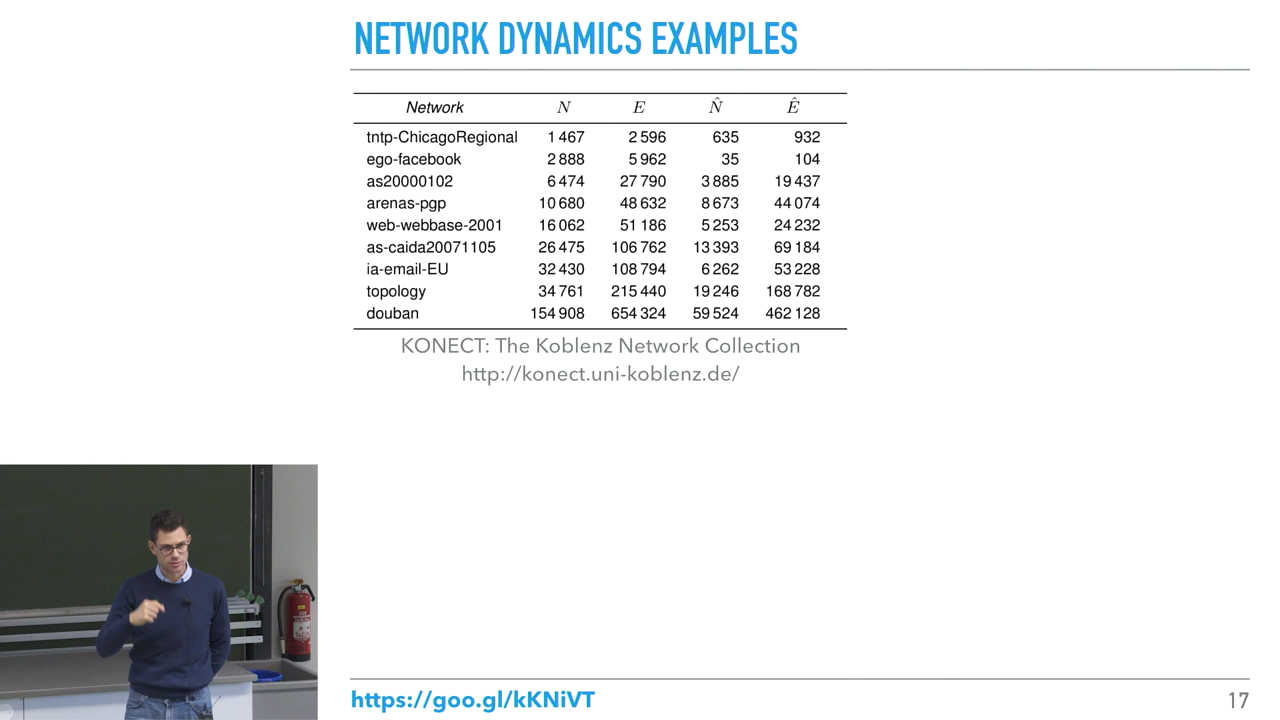 NETWORK DYNAMICS EXAMPLES
Network N E N̂ Ê
tntp-ChicagoRegional 1 467 2 596 635 932
ego-facebook 2 888 5 962 35 104
as20000102 6 474 27 790 3 885 19 437
arenas-pgp 10 680 48 632 8 673 44 074
web-webbase-2001 16 062 51 186 5 253 24 232
as-caida20071105 26 475 106 762 13 393 69 184
ia-email-EU 32 430 108 794 6 262 53 228
topology 34 761 215 440 19 246 168 782
douban 154 908 654 324 59 524 462 128
KONECT: The Koblenz Network Collection
http://konect.uni-koblenz.de/
https://goo.gl/kKNiVT 17